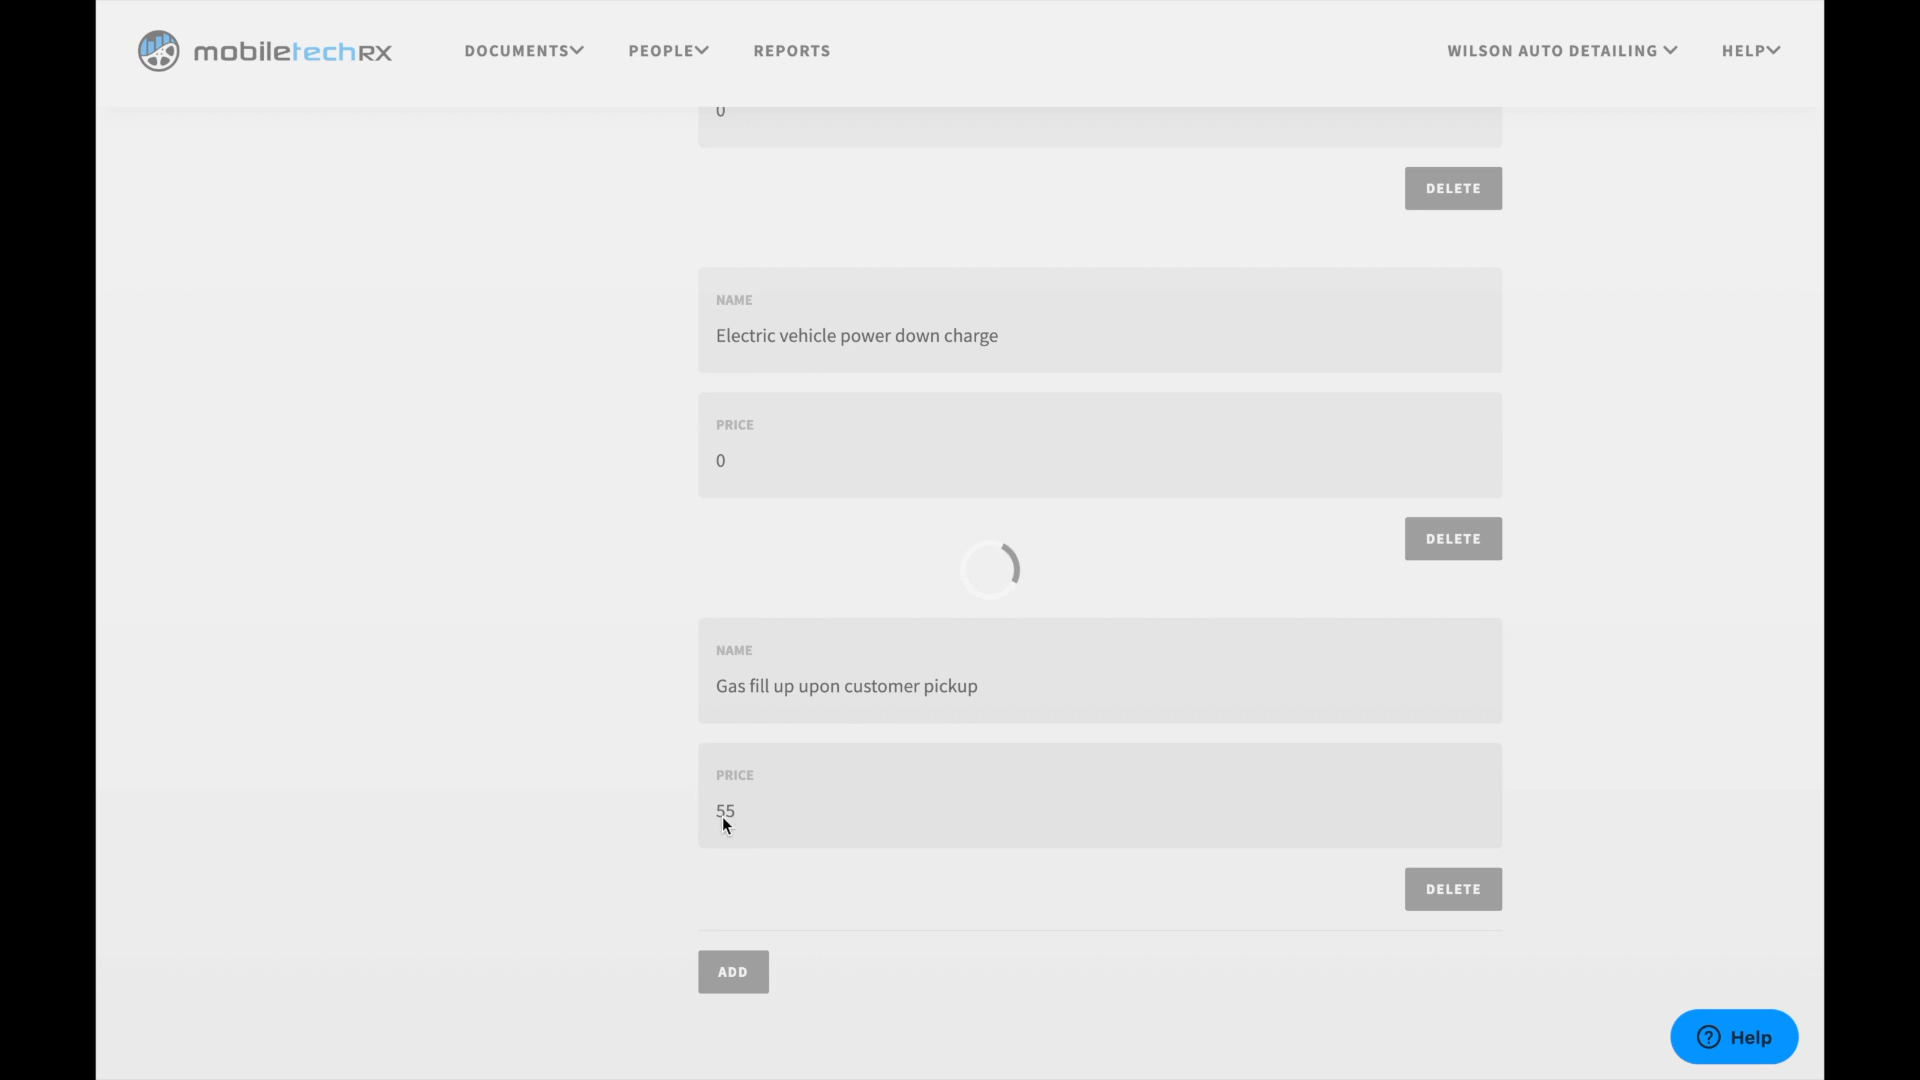 mobiletechRX DOCUMENTS PEOPLE REPORTS WILSON AUTO DETAILING HELP
0
DELETE
NAME
Electric vehicle power down charge
PRICE
0
DELETE
NAME
Gas fill up upon customer pickup
PRICE
55
DELETE
ADD
? Help